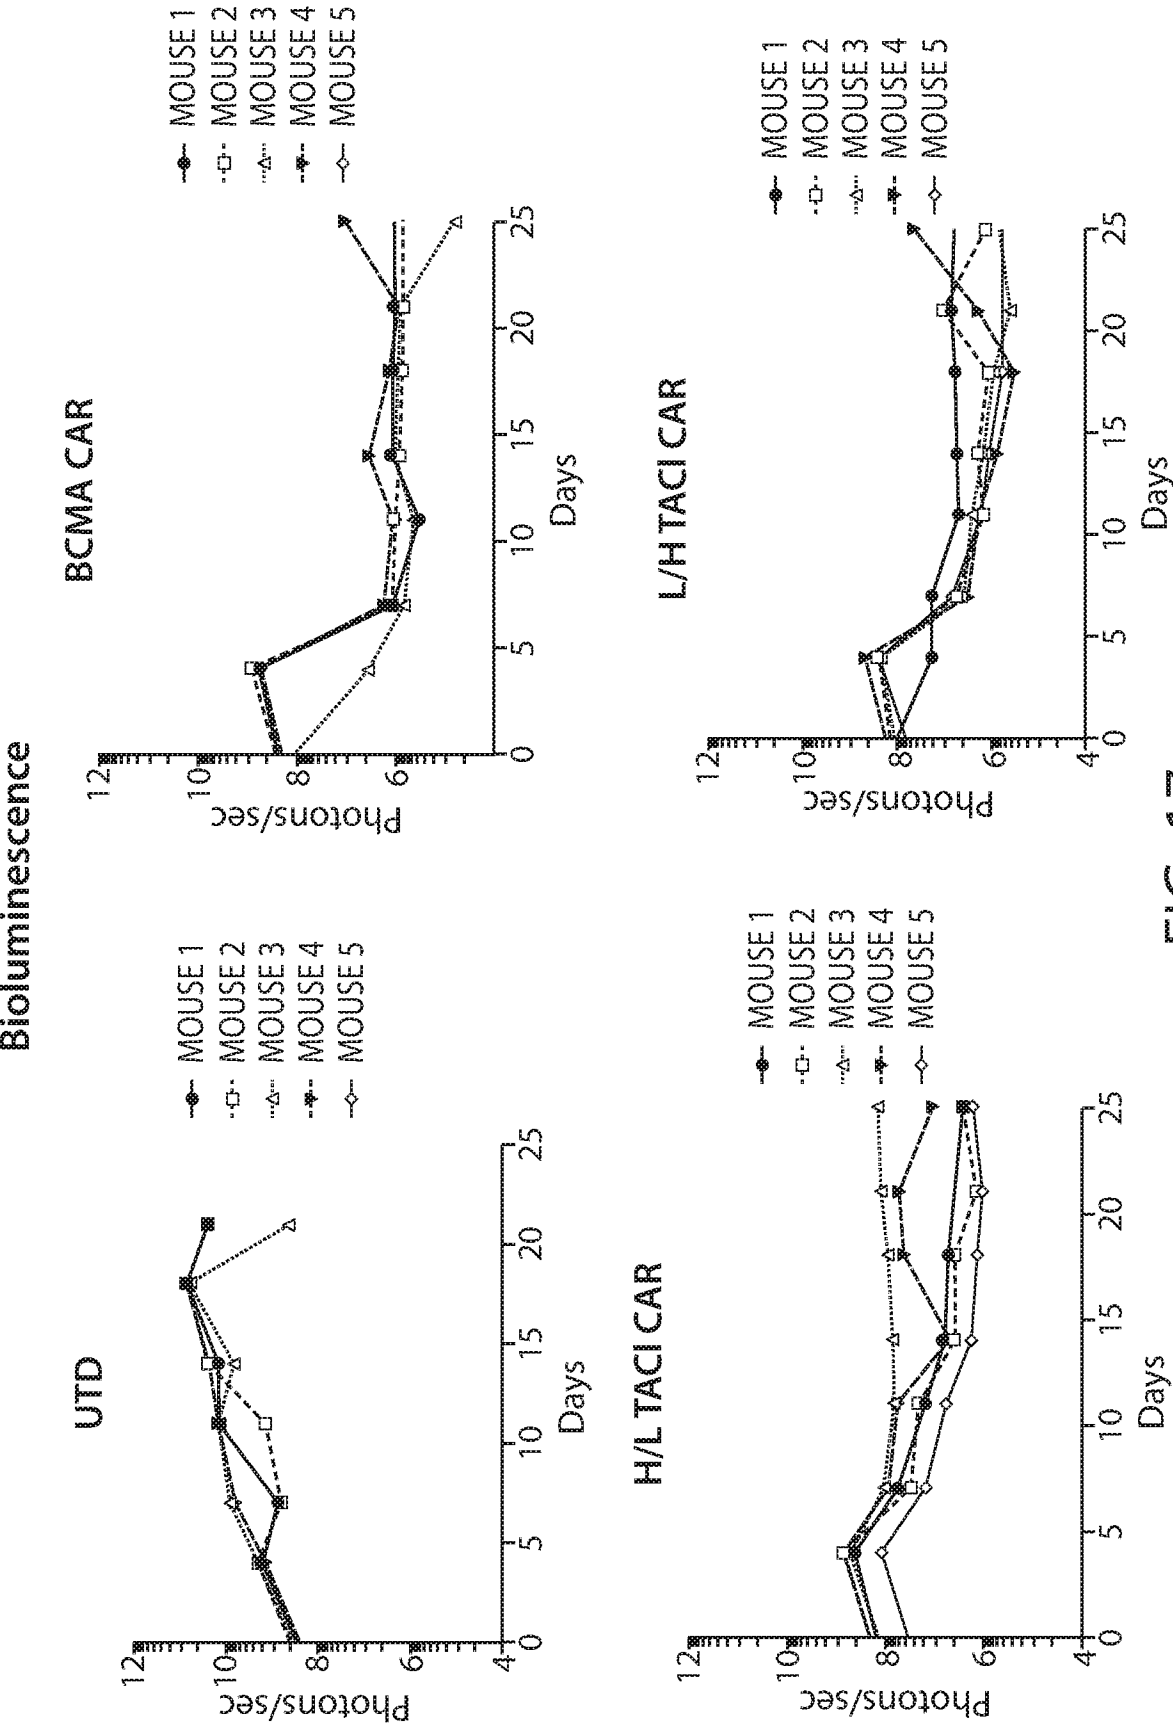 Bioluminescence
UTD
12
10
8
6
4
Photons/sec
0
5
10
15
20
25
Days
MOUSE 1
MOUSE 2
MOUSE 3
MOUSE 4
MOUSE 5
BCMA CAR
12
10
8
6
Photons/sec
0
5
10
15
20
25
Days
MOUSE 1
MOUSE 2
MOUSE 3
MOUSE 4
MOUSE 5
H/L TACI CAR
12
10
8
6
4
Photons/sec
0
5
10
15
20
25
Days
MOUSE 1
MOUSE 2
MOUSE 3
MOUSE 4
MOUSE 5
L/H TACI CAR
12
10
8
6
4
Photons/sec
0
5
10
15
20
25
Days
MOUSE 1
MOUSE 2
MOUSE 3
MOUSE 4
MOUSE 5